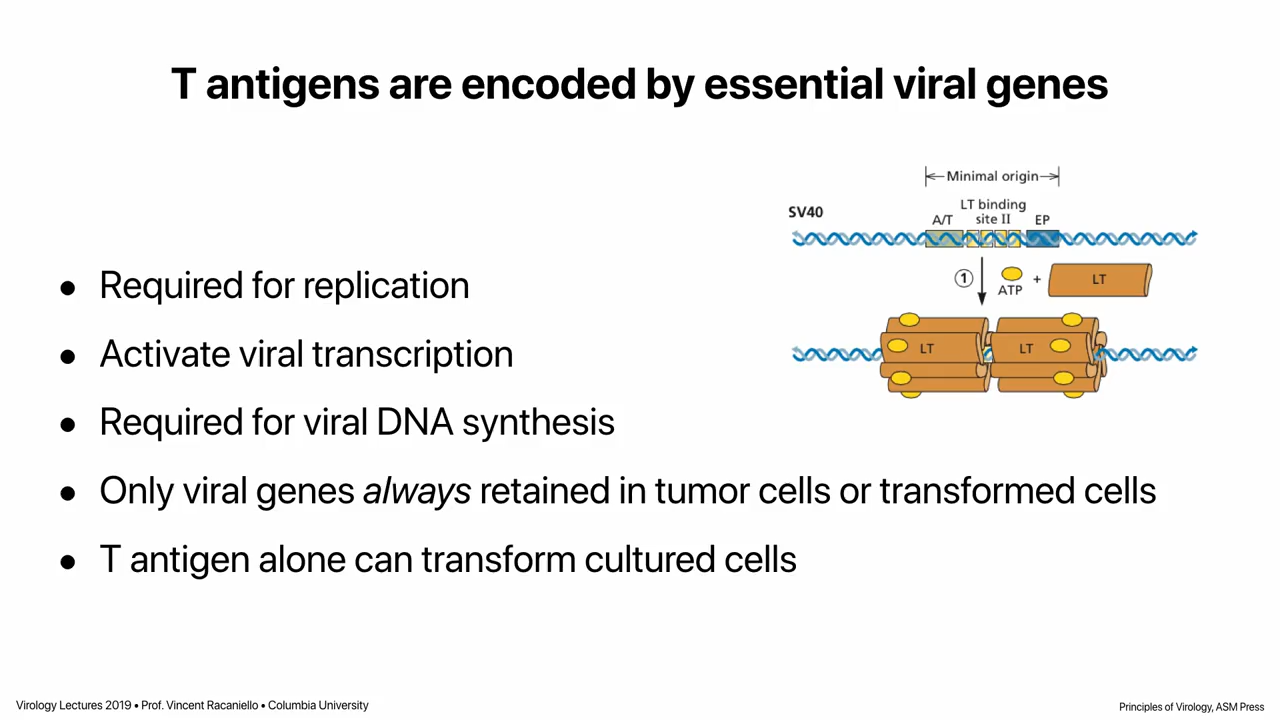 T antigens are encoded by essential viral genes
Minimal origin
SV40
A/T
LT binding
site II
EP
1
ATP
+
LT
LT
LT
• Required for replication
• Activate viral transcription
• Required for viral DNA synthesis
• Only viral genes always retained in tumor cells or transformed cells
• T antigen alone can transform cultured cells
Virology Lectures 2019 • Prof. Vincent Racaniello • Columbia University
Principles of Virology, ASM Press